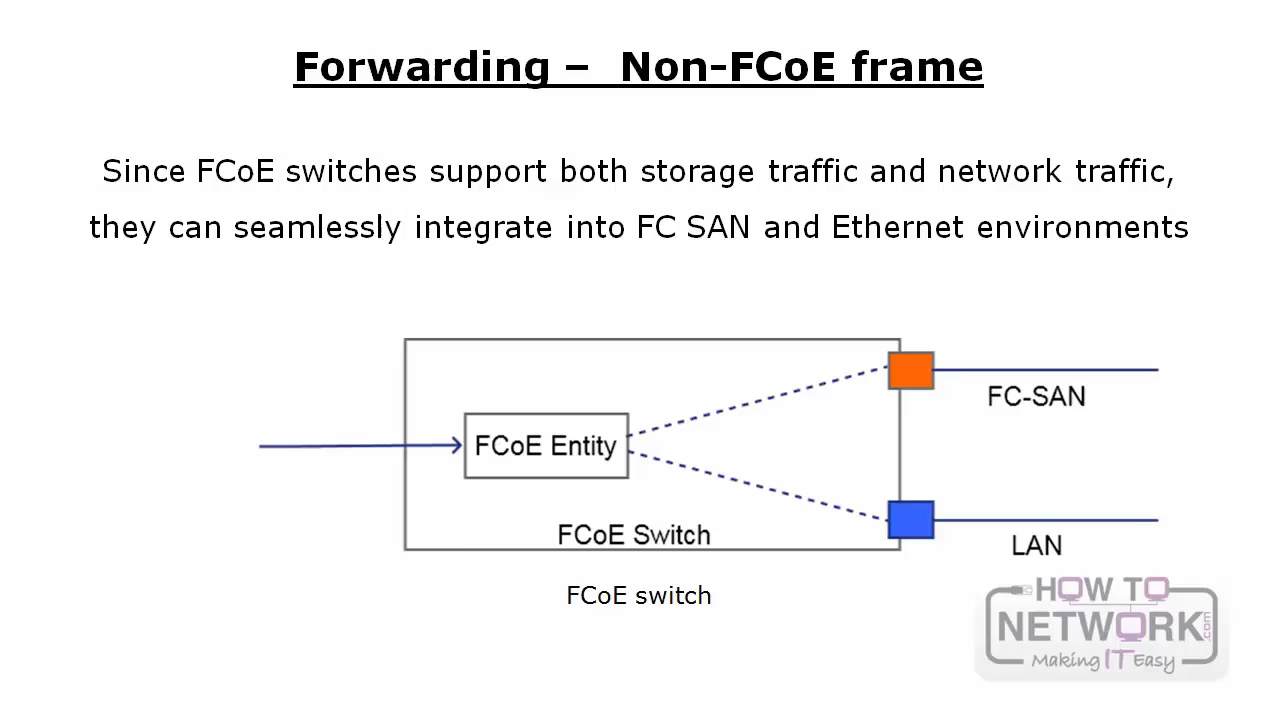 Forwarding – Non-FCoE frame
Since FCoE switches support both storage traffic and network traffic,
they can seamlessly integrate into FC SAN and Ethernet environments
FC-SAN
FCoE Entity
FCoE Switch
LAN
FCoE switch
HOW TO
NETWORK.com
Making IT Easy